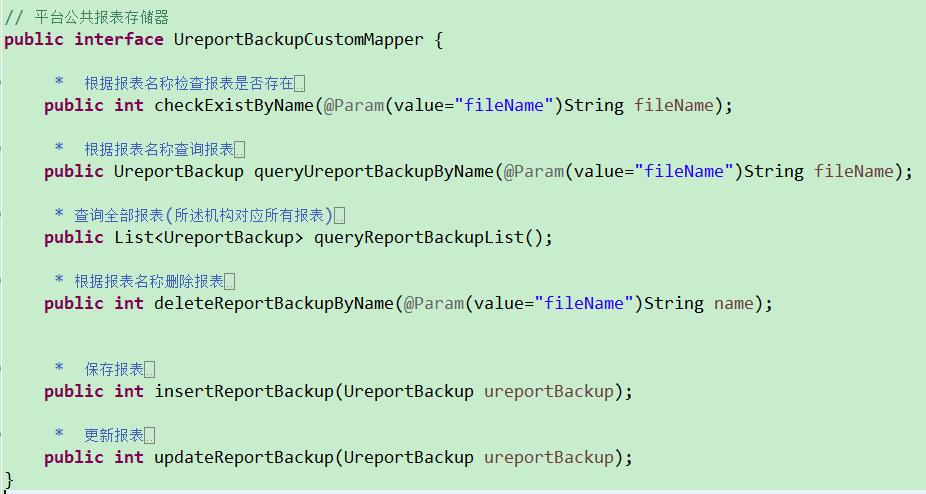 // 平台公共报表存储器
public interface UreportBackupCustomMapper {
* 根据报表名称检查报表是否存在
public int checkExistByName(@Param(value="fileName")String fileName);
* 根据报表名称查询报表
public UreportBackup queryUreportBackupByName(@Param(value="fileName")String fileName);
* 查询全部报表(所述机构对应所有报表)
public List<UreportBackup> queryReportBackupList();
* 根据报表名称删除报表
public int deleteReportBackupByName(@Param(value="fileName")String name);
* 保存报表
public int insertReportBackup(UreportBackup ureportBackup);
* 更新报表
public int updateReportBackup(UreportBackup ureportBackup);
}